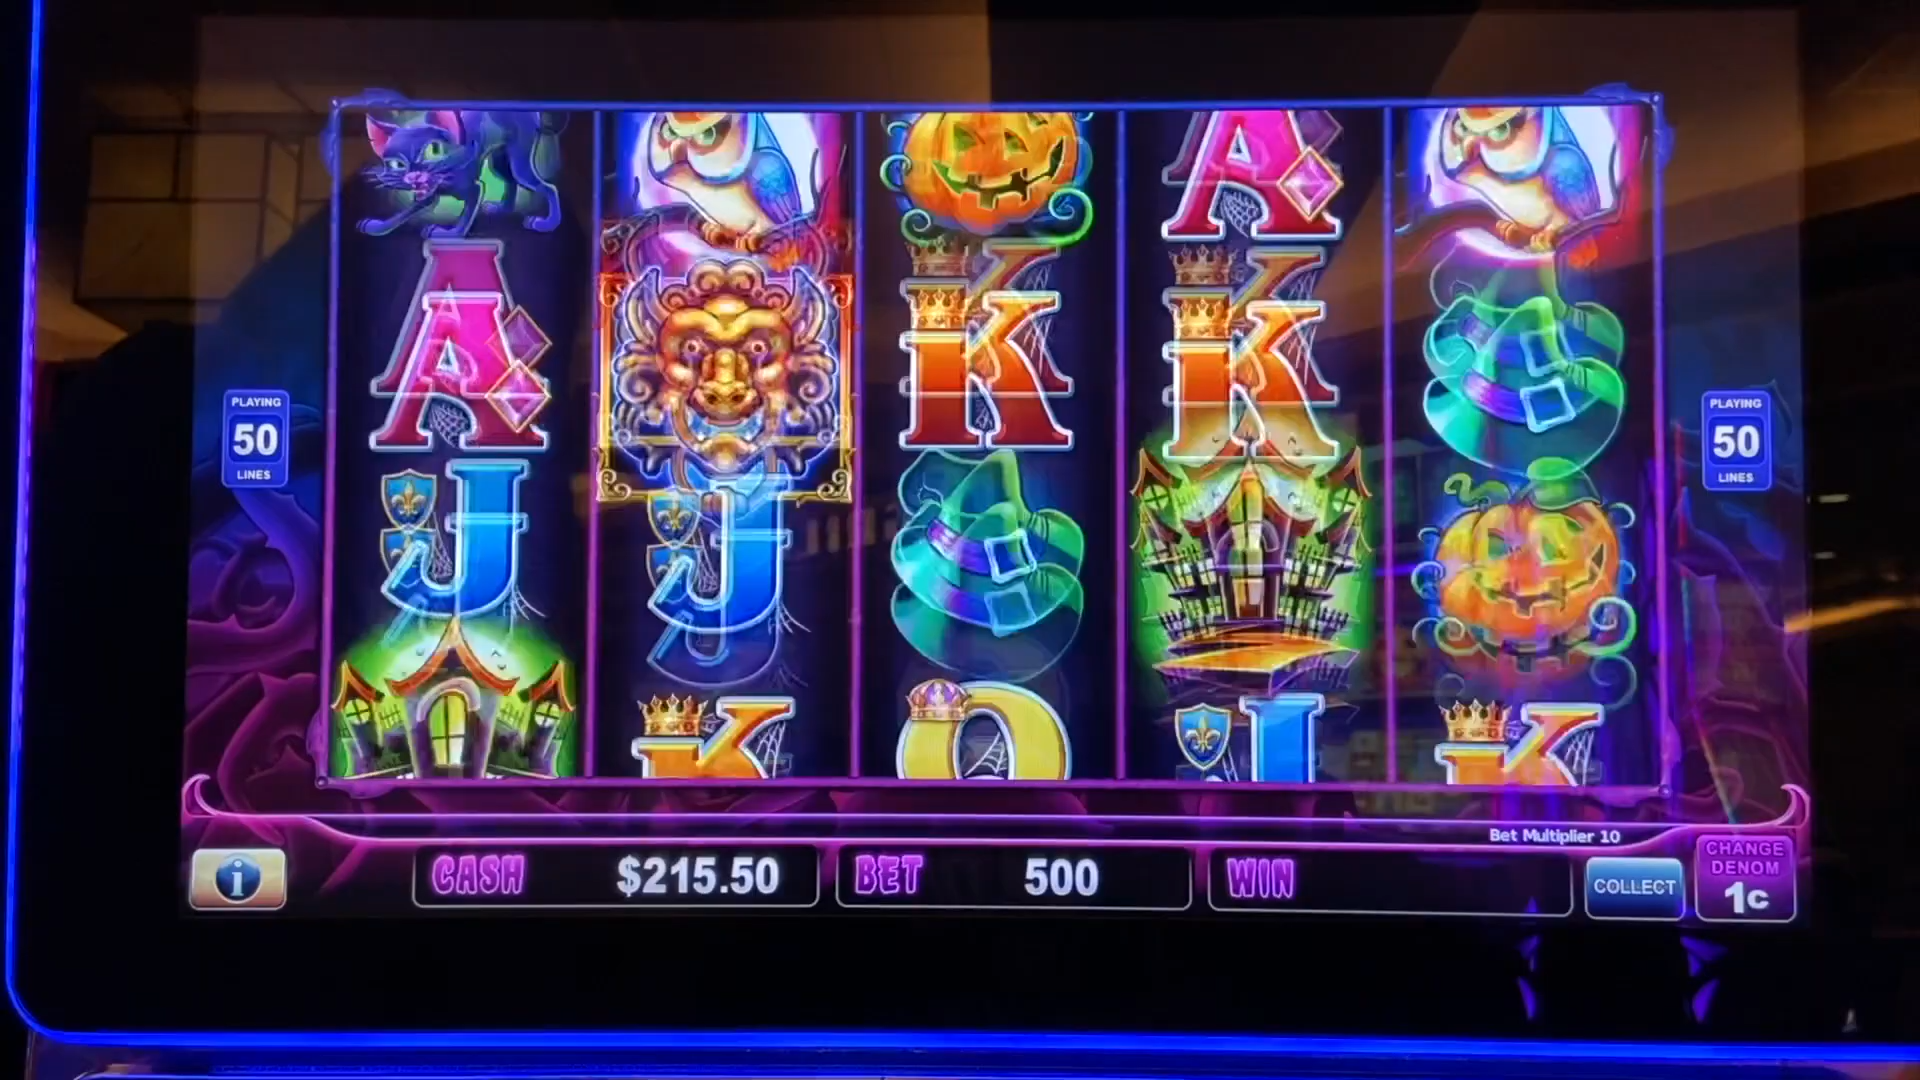 A
A
K
K
PLAYING
50
LINES
PLAYING
50
LINES
J
J
K
Q
J
K
Bet Multiplier 10
CASH $215.50
BET 500
WIN
COLLECT
CHANGE
DENOM
1c
i